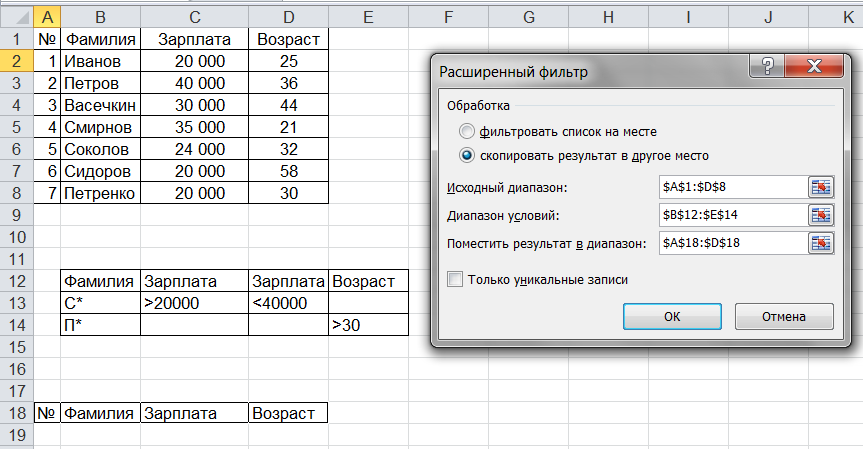 A B C D E F G H I J K
1 № Фамилия Зарплата Возраст
2 1 Иванов 20 000 25
3 2 Петров 40 000 36
4 3 Васечкин 30 000 44
5 4 Смирнов 35 000 21
6 5 Соколов 24 000 32
7 6 Сидоров 20 000 58
8 7 Петренко 20 000 30
9
10
11
12 Фамилия Зарплата Зарплата Возраст
13 С* >20000 <40000
14 П* >30
15
16
17
18 № Фамилия Зарплата Возраст
19
Расширенный фильтр
Обработка
фильтровать список на месте
скопировать результат в другое место
Исходный диапазон: $A$1:$D$8
Диапазон условий: $B$12:$E$14
Поместить результат в диапазон: $A$18:$D$18
Только уникальные записи
ОК Отмена